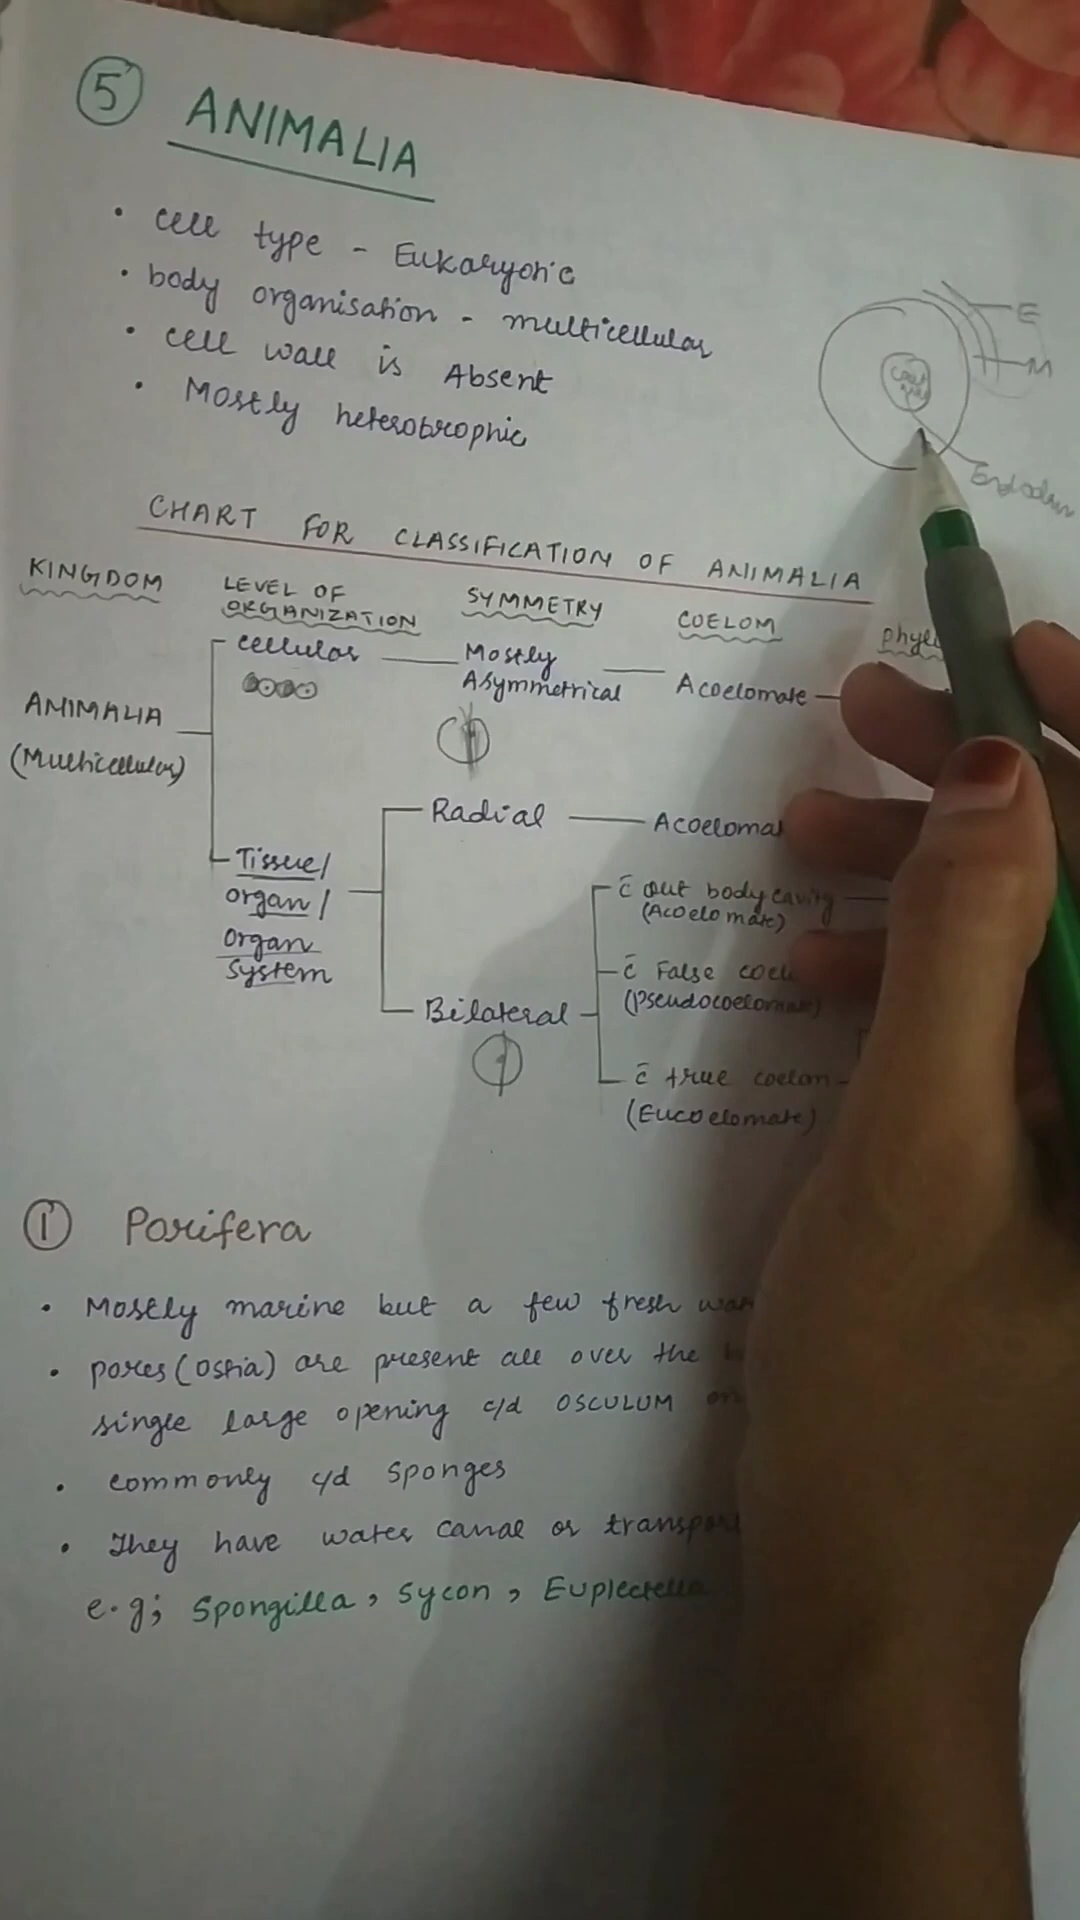 5 ANIMALIA
• cell type - Eukaryotic
• body organisation - multicellular
• cell wall is Absent
• Mostly heterotrophic
E
M
CHART FOR CLASSIFICATION OF ANIMALIA
KINGDOM LEVEL OF ORGANIZATION SYMMETRY COELOM
cellular Mostly Asymmetrical Acoelomate
ANIMALIA
(Multicellular)
Radial
Tissue/
organ/
organ
system
c̄ out body cavity
(Acoelomate)
c̄ False
Bilateral
c̄ true coelom
(Eucoelomate)
1 Porifera
• Mostly marine but a few fresh
• pores (ostia) are present all over the
single large opening c/d OSCULUM on
• commonly c/d sponges
• They have water canal or transport
e.g; Spongilla, Sycon, Euplectella